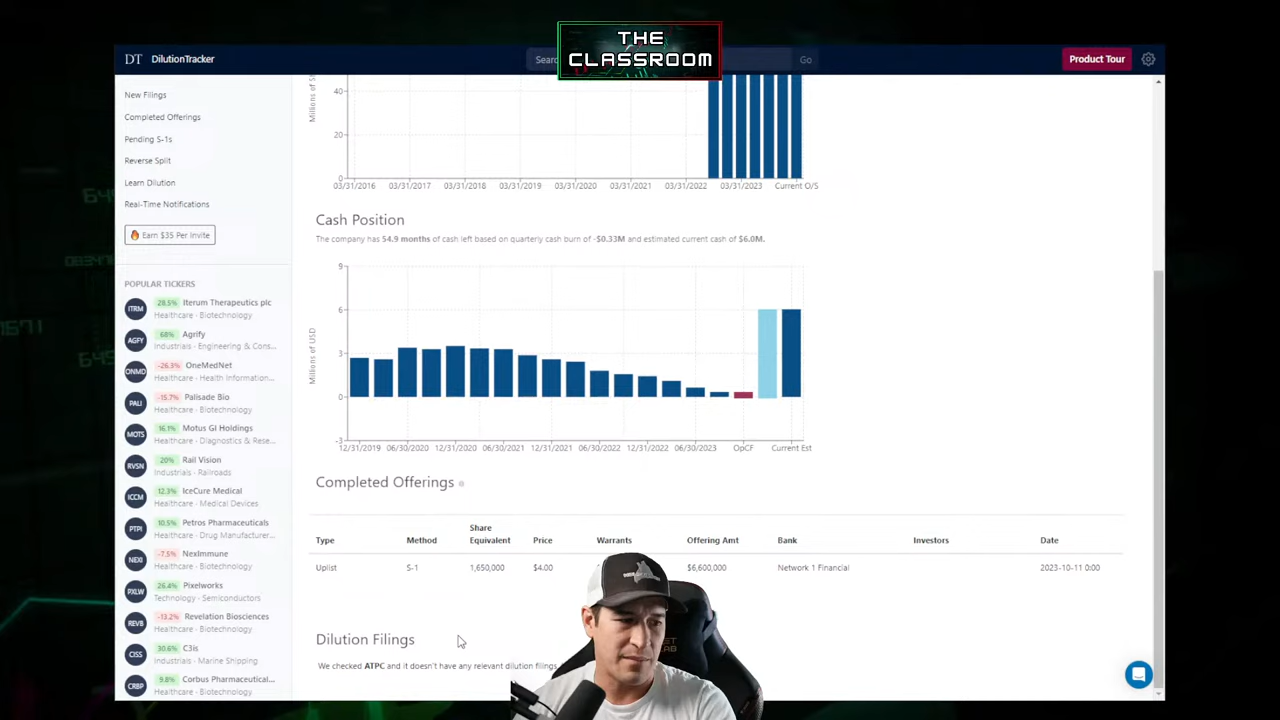 THE
CLASSROOM
DT DilutionTracker
Go
Product Tour
New Filings
Completed Offerings
Pending S-1s
Reverse Split
Learn Dilution
Real-Time Notifications
Earn $35 Per Invite
POPULAR TICKERS
ITRM 28.5% Iterum Therapeutics plc
Healthcare - Biotechnology
AGFY 68% Agrify
Industrials - Engineering & Cons...
ONMD -26.3% OneMedNet
Healthcare - Health Information...
PALI -15.7% Palisade Bio
Healthcare - Biotechnology
MOTS 16.1% Motus GI Holdings
Healthcare - Diagnostics & Rese...
RVSN 20% Rail Vision
Industrials - Railroads
ICCM 12.3% IceCure Medical
Healthcare - Medical Devices
PTPI 10.5% Petros Pharmaceuticals
Healthcare - Drug Manufacturer...
NEXI -7.5% NexImmune
Healthcare - Biotechnology
PXLW 26.4% Pixelworks
Technology - Semiconductors
REVB -13.2% Revelation Biosciences
Healthcare - Biotechnology
CISS 30.6% C3is
Industrials - Marine Shipping
CRBP 9.8% Corbus Pharmaceutical...
Healthcare - Biotechnology
40
20
0
03/31/2016 03/31/2017 03/31/2018 03/31/2019 03/31/2020 03/31/2021 03/31/2022 03/31/2023 Current O/S
Cash Position
The company has 54.9 months of cash left based on quarterly cash burn of -$0.33M and estimated current cash of $6.0M.
Millions of USD
9
6
3
0
-3
12/31/2019 06/30/2020 12/31/2020 06/30/2021 12/31/2021 06/30/2022 12/31/2022 06/30/2023 OpCF Current Est
Completed Offerings
Type Method Share Equivalent Price Warrants Offering Amt Bank Investors Date
Uplist S-1 1,650,000 $4.00 $6,600,000 Network 1 Financial 2023-10-11 0:00
Dilution Filings
We checked ATPC and it doesn't have any relevant dilution filings